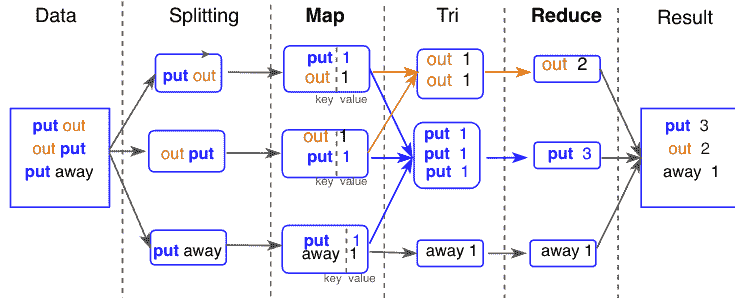 Data
Splitting
Map
Tri
Reduce
Result
put out
out put
put away
put out
out put
put away
put 1
out 1
key value
out 1
put 1
key value
put 1
away 1
key value
out 1
out 1
put 1
put 1
put 1
away 1
out 2
put 3
away 1
put 3
out 2
away 1